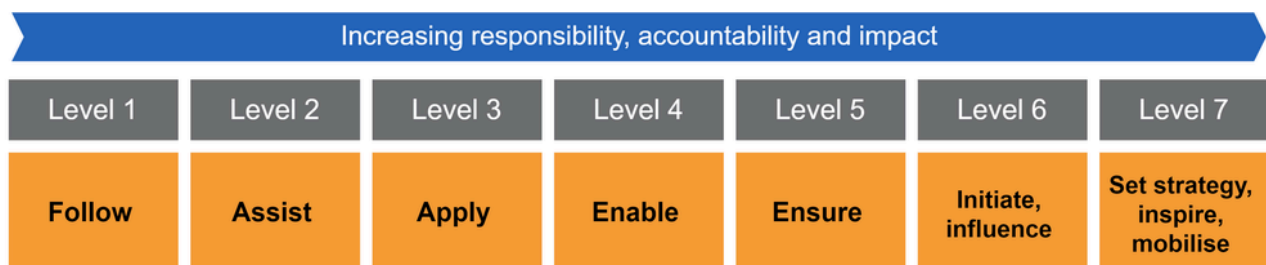 Increasing responsibility, accountability and impact
Level 1
Level 2
Level 3
Level 4
Level 5
Level 6
Level 7
Follow
Assist
Apply
Enable
Ensure
Initiate,
influence
Set strategy,
inspire,
mobilise